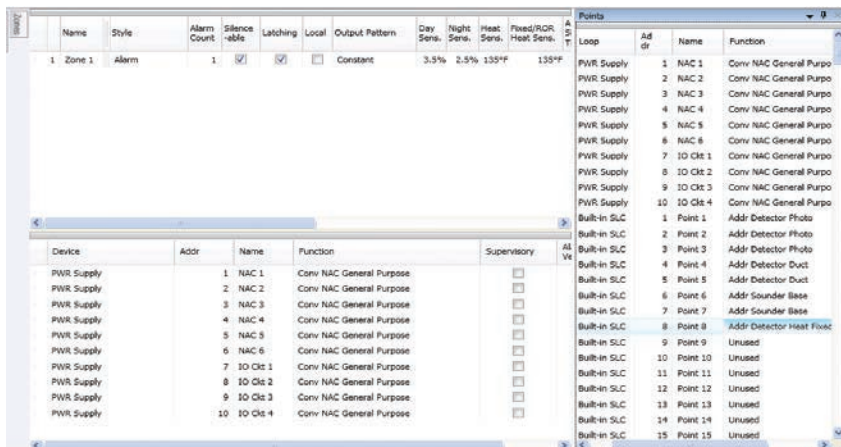 Zones
Name Style Alarm Count Silence -able Latching Local Output Pattern Day Sens. Night Sens. Heat Sens. Fixed/ROR Heat Sens.
1 Zone 1 Alarm 1 Constant 3.5% 2.5% 135°F 135°F
Device Addr Name Function Supervisory
PWR Supply 1 NAC 1 Conv NAC General Purpose
PWR Supply 2 NAC 2 Conv NAC General Purpose
PWR Supply 3 NAC 3 Conv NAC General Purpose
PWR Supply 4 NAC 4 Conv NAC General Purpose
PWR Supply 5 NAC 5 Conv NAC General Purpose
PWR Supply 6 NAC 6 Conv NAC General Purpose
PWR Supply 7 IO Ckt 1 Conv NAC General Purpose
PWR Supply 8 IO Ckt 2 Conv NAC General Purpose
PWR Supply 9 IO Ckt 3 Conv NAC General Purpose
PWR Supply 10 IO Ckt 4 Conv NAC General Purpose
Points
Loop Ad dr Name Function
PWR Supply 1 NAC 1 Conv NAC General Purpo
PWR Supply 2 NAC 2 Conv NAC General Purpo
PWR Supply 3 NAC 3 Conv NAC General Purpo
PWR Supply 4 NAC 4 Conv NAC General Purpo
PWR Supply 5 NAC 5 Conv NAC General Purpo
PWR Supply 6 NAC 6 Conv NAC General Purpo
PWR Supply 7 IO Ckt 1 Conv NAC General Purpo
PWR Supply 8 IO Ckt 2 Conv NAC General Purpo
PWR Supply 9 IO Ckt 3 Conv NAC General Purpo
PWR Supply 10 IO Ckt 4 Conv NAC General Purpo
Built-in SLC 1 Point 1 Addr Detector Photo
Built-in SLC 2 Point 2 Addr Detector Photo
Built-in SLC 3 Point 3 Addr Detector Photo
Built-in SLC 4 Point 4 Addr Detector Duct
Built-in SLC 5 Point 5 Addr Detector Duct
Built-in SLC 6 Point 6 Addr Sounder Base
Built-in SLC 7 Point 7 Addr Sounder Base
Built-in SLC 8 Point 8 Addr Detector Heat Fixed
Built-in SLC 9 Point 9 Unused
Built-in SLC 10 Point 10 Unused
Built-in SLC 11 Point 11 Unused
Built-in SLC 12 Point 12 Unused
Built-in SLC 13 Point 13 Unused
Built-in SLC 14 Point 14 Unused
Built-in SLC 15 Point 15 Unused